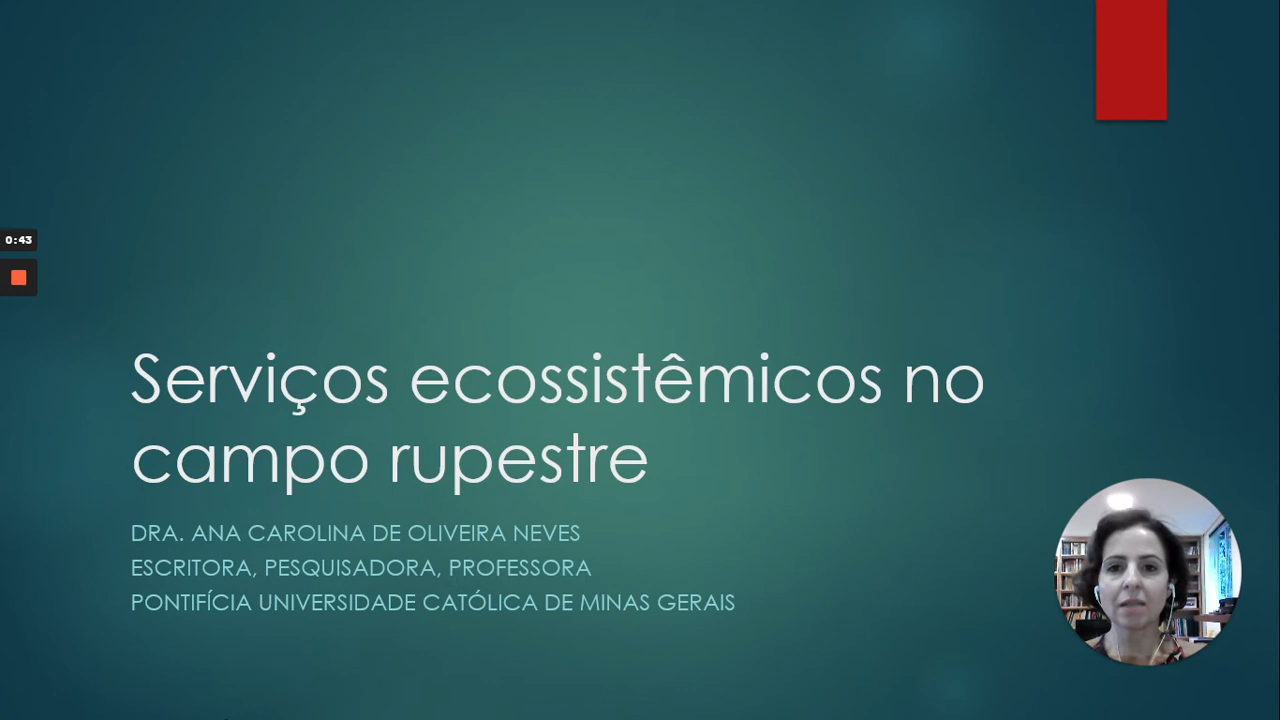 0:43
Serviços ecossistêmicos no
campo rupestre
DRA. ANA CAROLINA DE OLIVEIRA NEVES
ESCRITORA, PESQUISADORA, PROFESSORA
PONTIFÍCIA UNIVERSIDADE CATÓLICA DE MINAS GERAIS